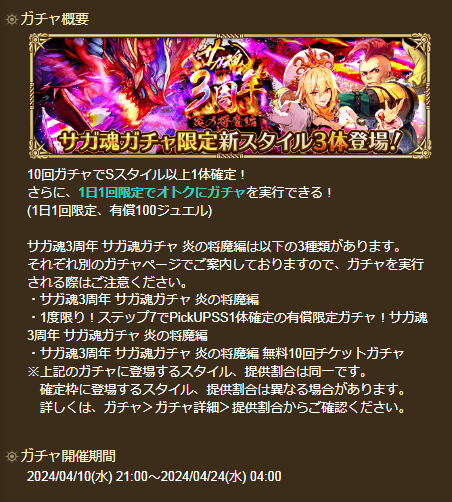 ガチャ概要
サガスタ
3周年
炎の将魔編
サガ魂ガチャ限定新スタイル3体登場!
10回ガチャでSスタイル以上1体確定！
さらに、1日1回限定でオトクにガチャを実行できる！
(1日1回限定、有償100ジュエル)
サガ魂3周年 サガ魂ガチャ 炎の将魔編は以下の3種類があります。
それぞれ別のガチャページでご案内しておりますので、ガチャを実行
される際はご注意ください。
・サガ魂3周年 サガ魂ガチャ 炎の将魔編
・1度限り！ステップ7でPickUPSS1体確定の有償限定ガチャ！サガ魂
3周年 サガ魂ガチャ 炎の将魔編
・サガ魂3周年 サガ魂ガチャ 炎の将魔編 無料10回チケットガチャ
※上記のガチャに登場するスタイル、提供割合は同一です。
確定枠に登場するスタイル、提供割合は異なる場合があります。
詳しくは、ガチャ＞ガチャ詳細＞提供割合からご確認ください。
ガチャ開催期間
2024/04/10(水) 21:00～2024/04/24(水) 04:00